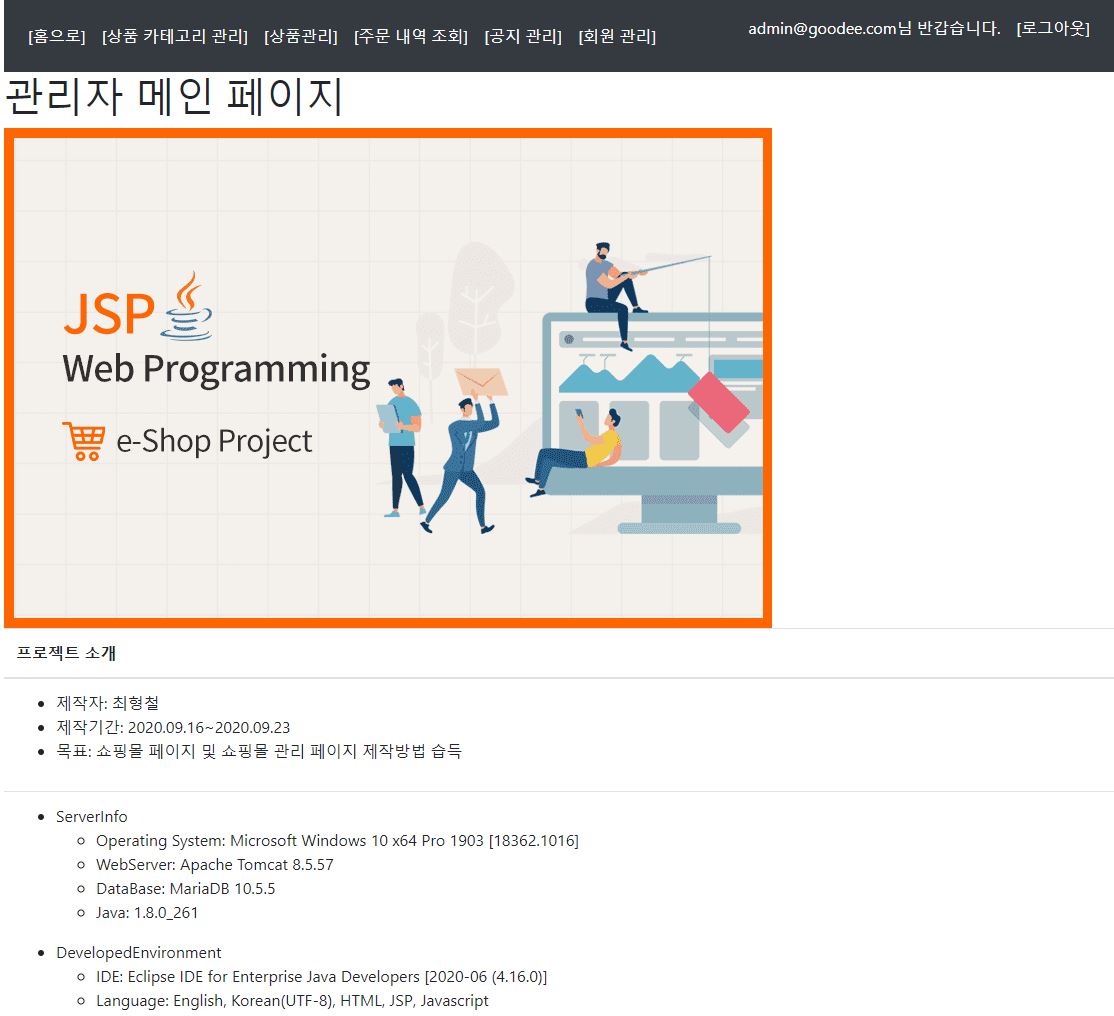 [홈으로] [상품 카테고리 관리] [상품관리] [주문 내역 조회] [공지 관리] [회원 관리] admin@goodee.com님 반갑습니다. [로그아웃]
관리자 메인 페이지
JSP
Web Programming
e-Shop Project
프로젝트 소개
제작자: 최형철
제작기간: 2020.09.16~2020.09.23
목표: 쇼핑몰 페이지 및 쇼핑몰 관리 페이지 제작방법 습득
ServerInfo
Operating System: Microsoft Windows 10 x64 Pro 1903 [18362.1016]
WebServer: Apache Tomcat 8.5.57
DataBase: MariaDB 10.5.5
Java: 1.8.0_261
DevelopedEnvironment
IDE: Eclipse IDE for Enterprise Java Developers [2020-06 (4.16.0)]
Language: English, Korean(UTF-8), HTML, JSP, Javascript